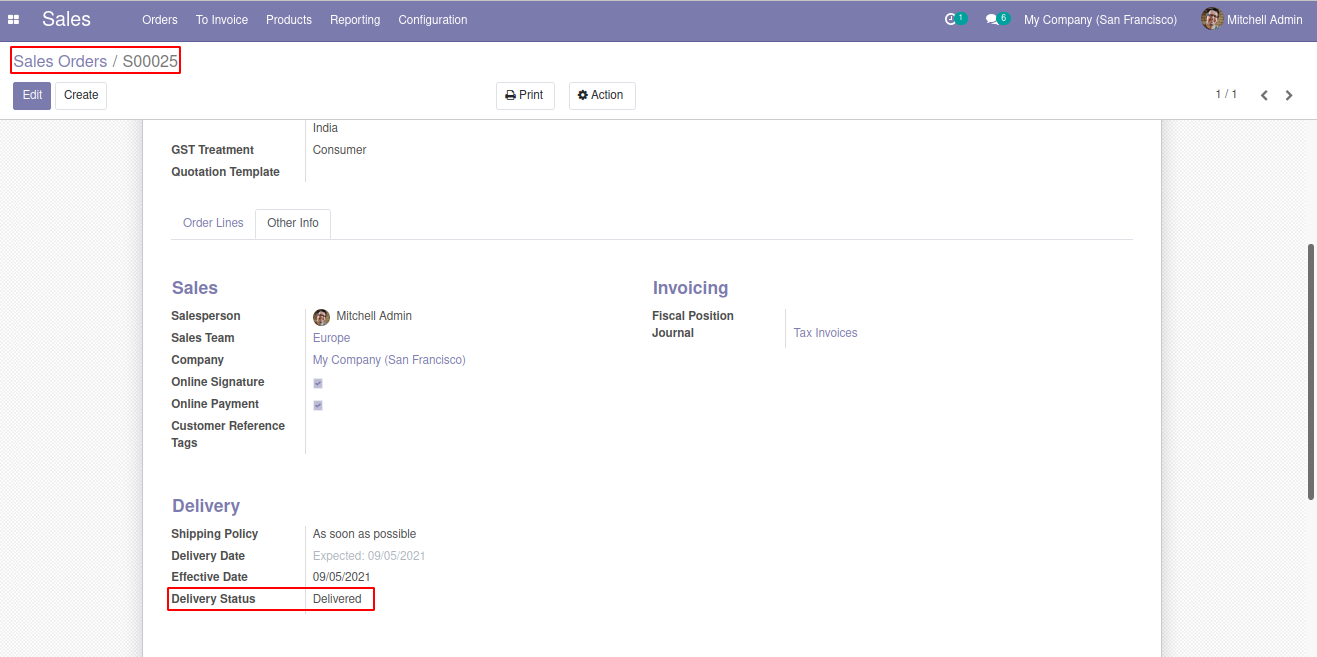 Sales Orders To Invoice Products Reporting Configuration 1 6 My Company (San Francisco) Mitchell Admin
Sales Orders / S00025
Edit Create Print Action 1 / 1
India
GST Treatment Consumer
Quotation Template
Order Lines Other Info
Sales Invoicing
Salesperson Mitchell Admin Fiscal Position
Sales Team Europe Journal Tax Invoices
Company My Company (San Francisco)
Online Signature
Online Payment
Customer Reference
Tags
Delivery
Shipping Policy As soon as possible
Delivery Date Expected: 09/05/2021
Effective Date 09/05/2021
Delivery Status Delivered